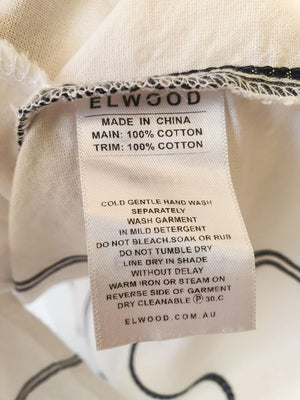 ELWOOD
MADE IN CHINA
MAIN: 100% COTTON
TRIM: 100% COTTON
COLD GENTLE HAND WASH
SEPARATELY
WASH GARMENT
IN MILD DETERGENT
DO NOT BLEACH.SOAK OR RUB
DO NOT TUMBLE DRY
LINE DRY IN SHADE
WITHOUT DELAY
WARM IRON OR STEAM ON
REVERSE SIDE OF GARMENT
DRY CLEANABLE Ⓟ 30.C
ELWOOD.COM.AU